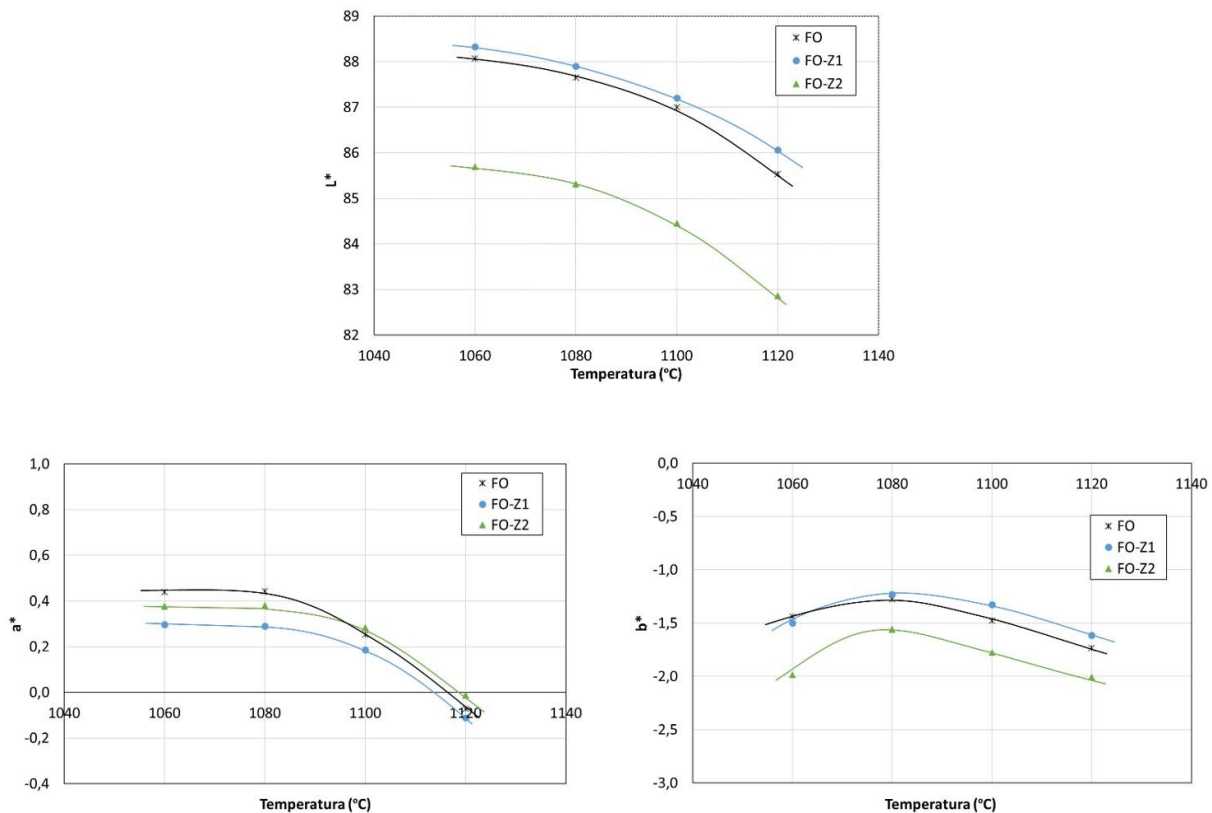 89
88
87
86
85
84
83
82
L*
FO
FO-Z1
FO-Z2
1040 1060 1080 1100 1120 1140
Temperatura (°C)
1,0
0,8
0,6
0,4
0,2
0,0
-0,2
-0,4
a*
FO
FO-Z1
FO-Z2
1040 1060 1080 1100 1120 1140
Temperatura (°C)
0,0
-0,5
-1,0
-1,5
-2,0
-2,5
-3,0
b*
1040 1060 1080 1100 1120 1140
FO
FO-Z1
FO-Z2
Temperatura (°C)